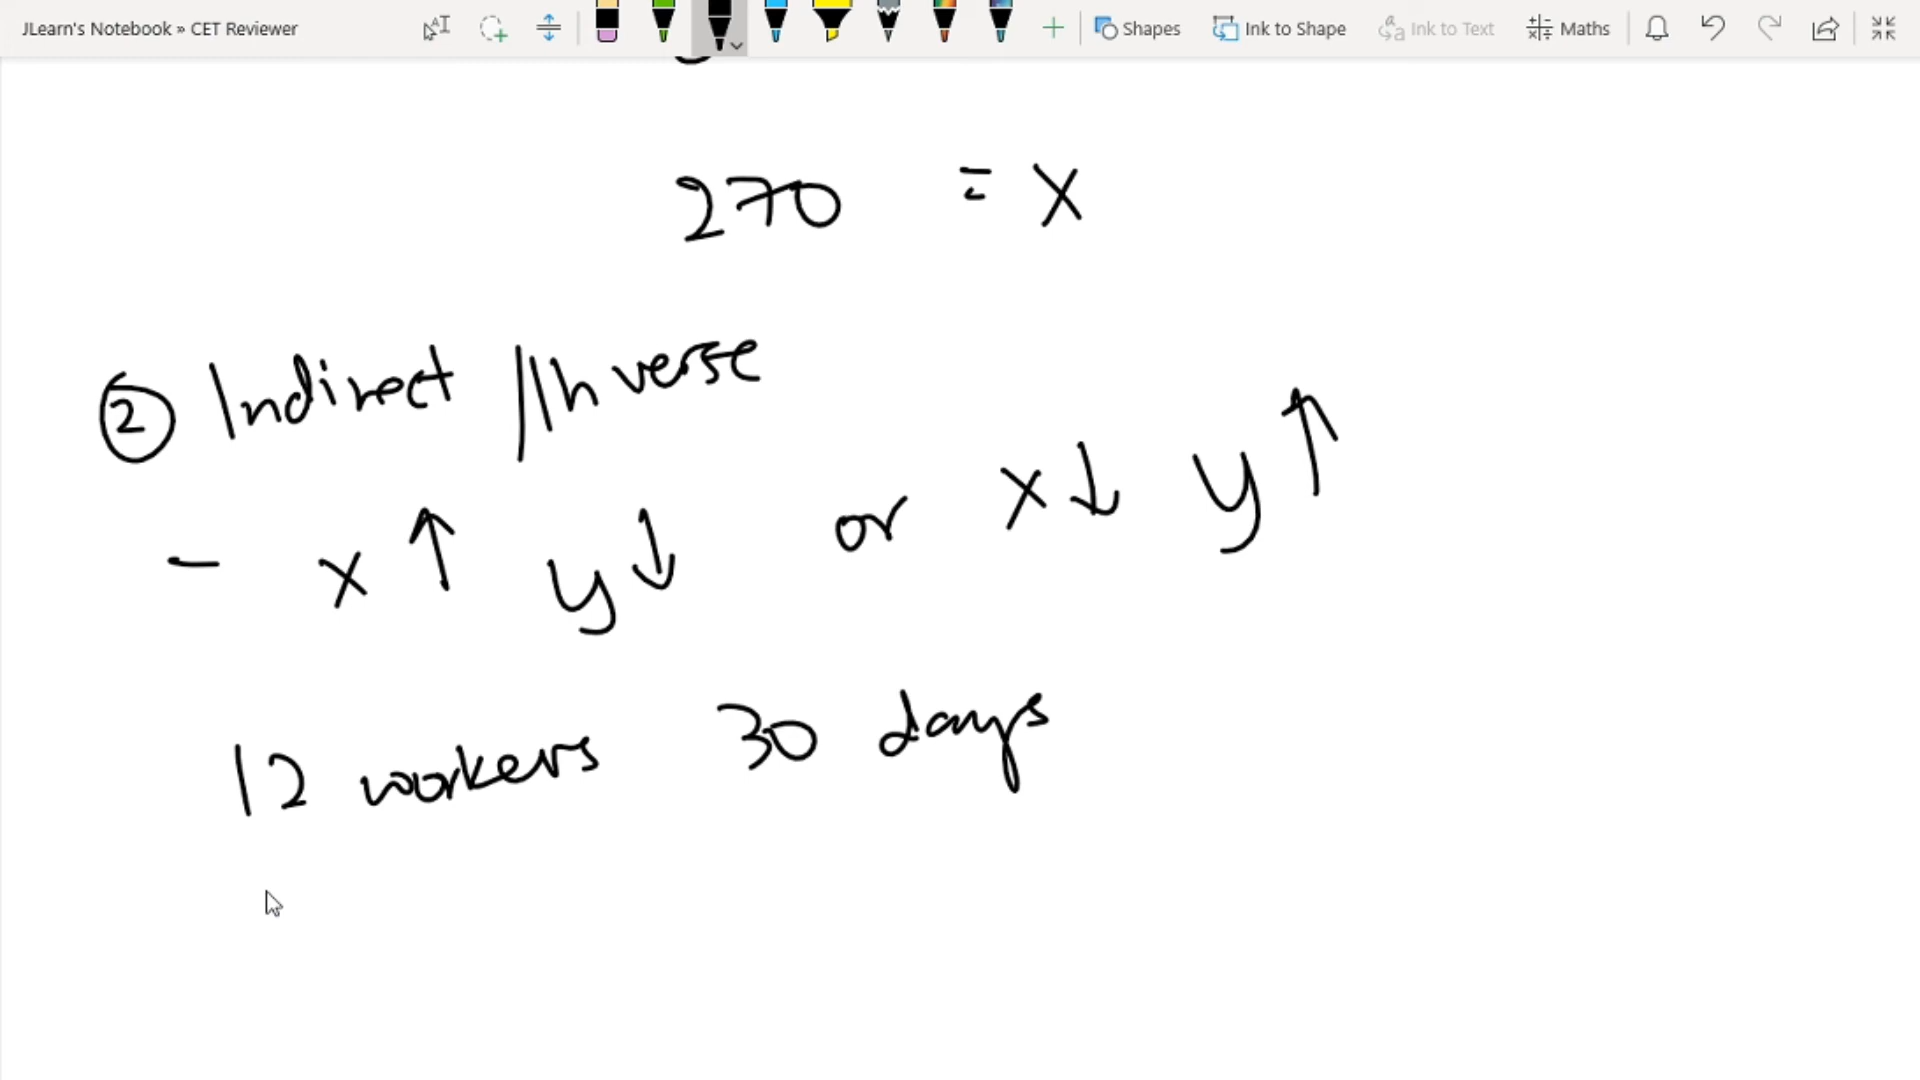 JLearn's Notebook » CET Reviewer Shapes Ink to Shape Ink to Text Maths
270 = x
② Indirect / Inverse
- x ↑ y ↓ or x ↓ y ↑
12 workers 30 days